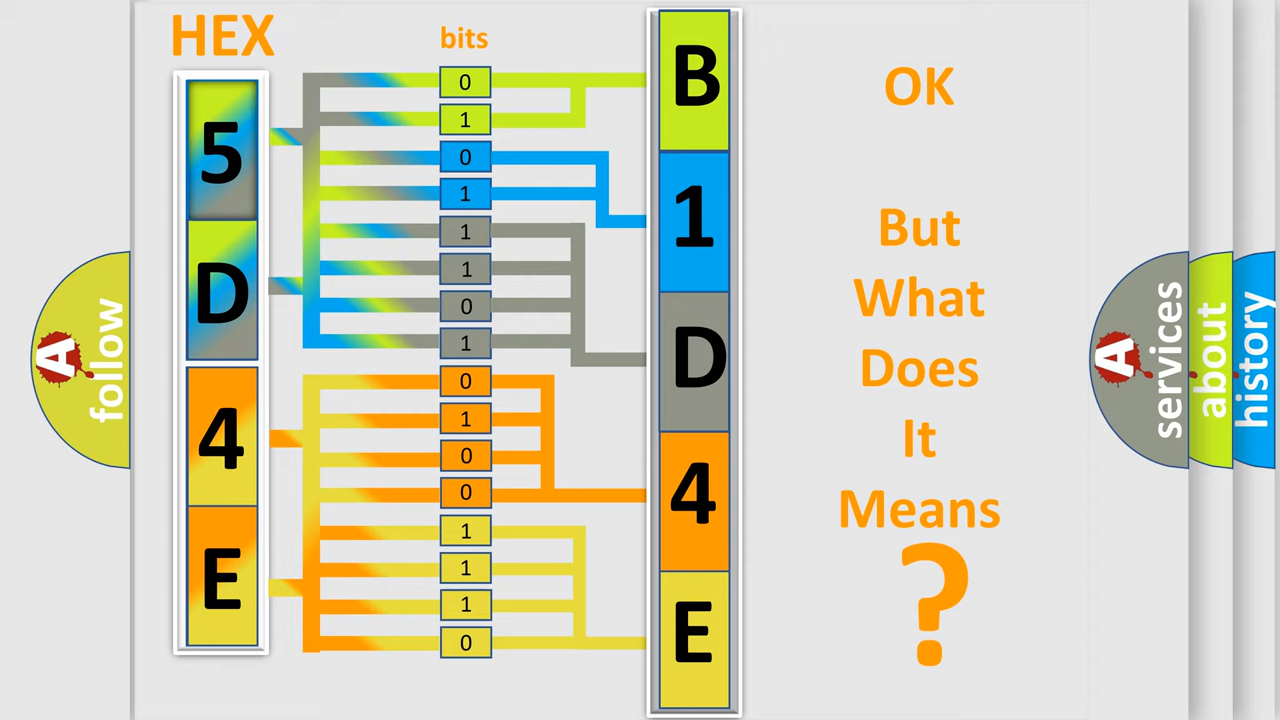 HEX
bits
5
D
4
E
0
1
0
1
1
1
0
1
0
1
0
0
1
1
1
0
B
1
D
4
E
OK
But
What
Does
It
Means
?
A
follow
A
services
about
history